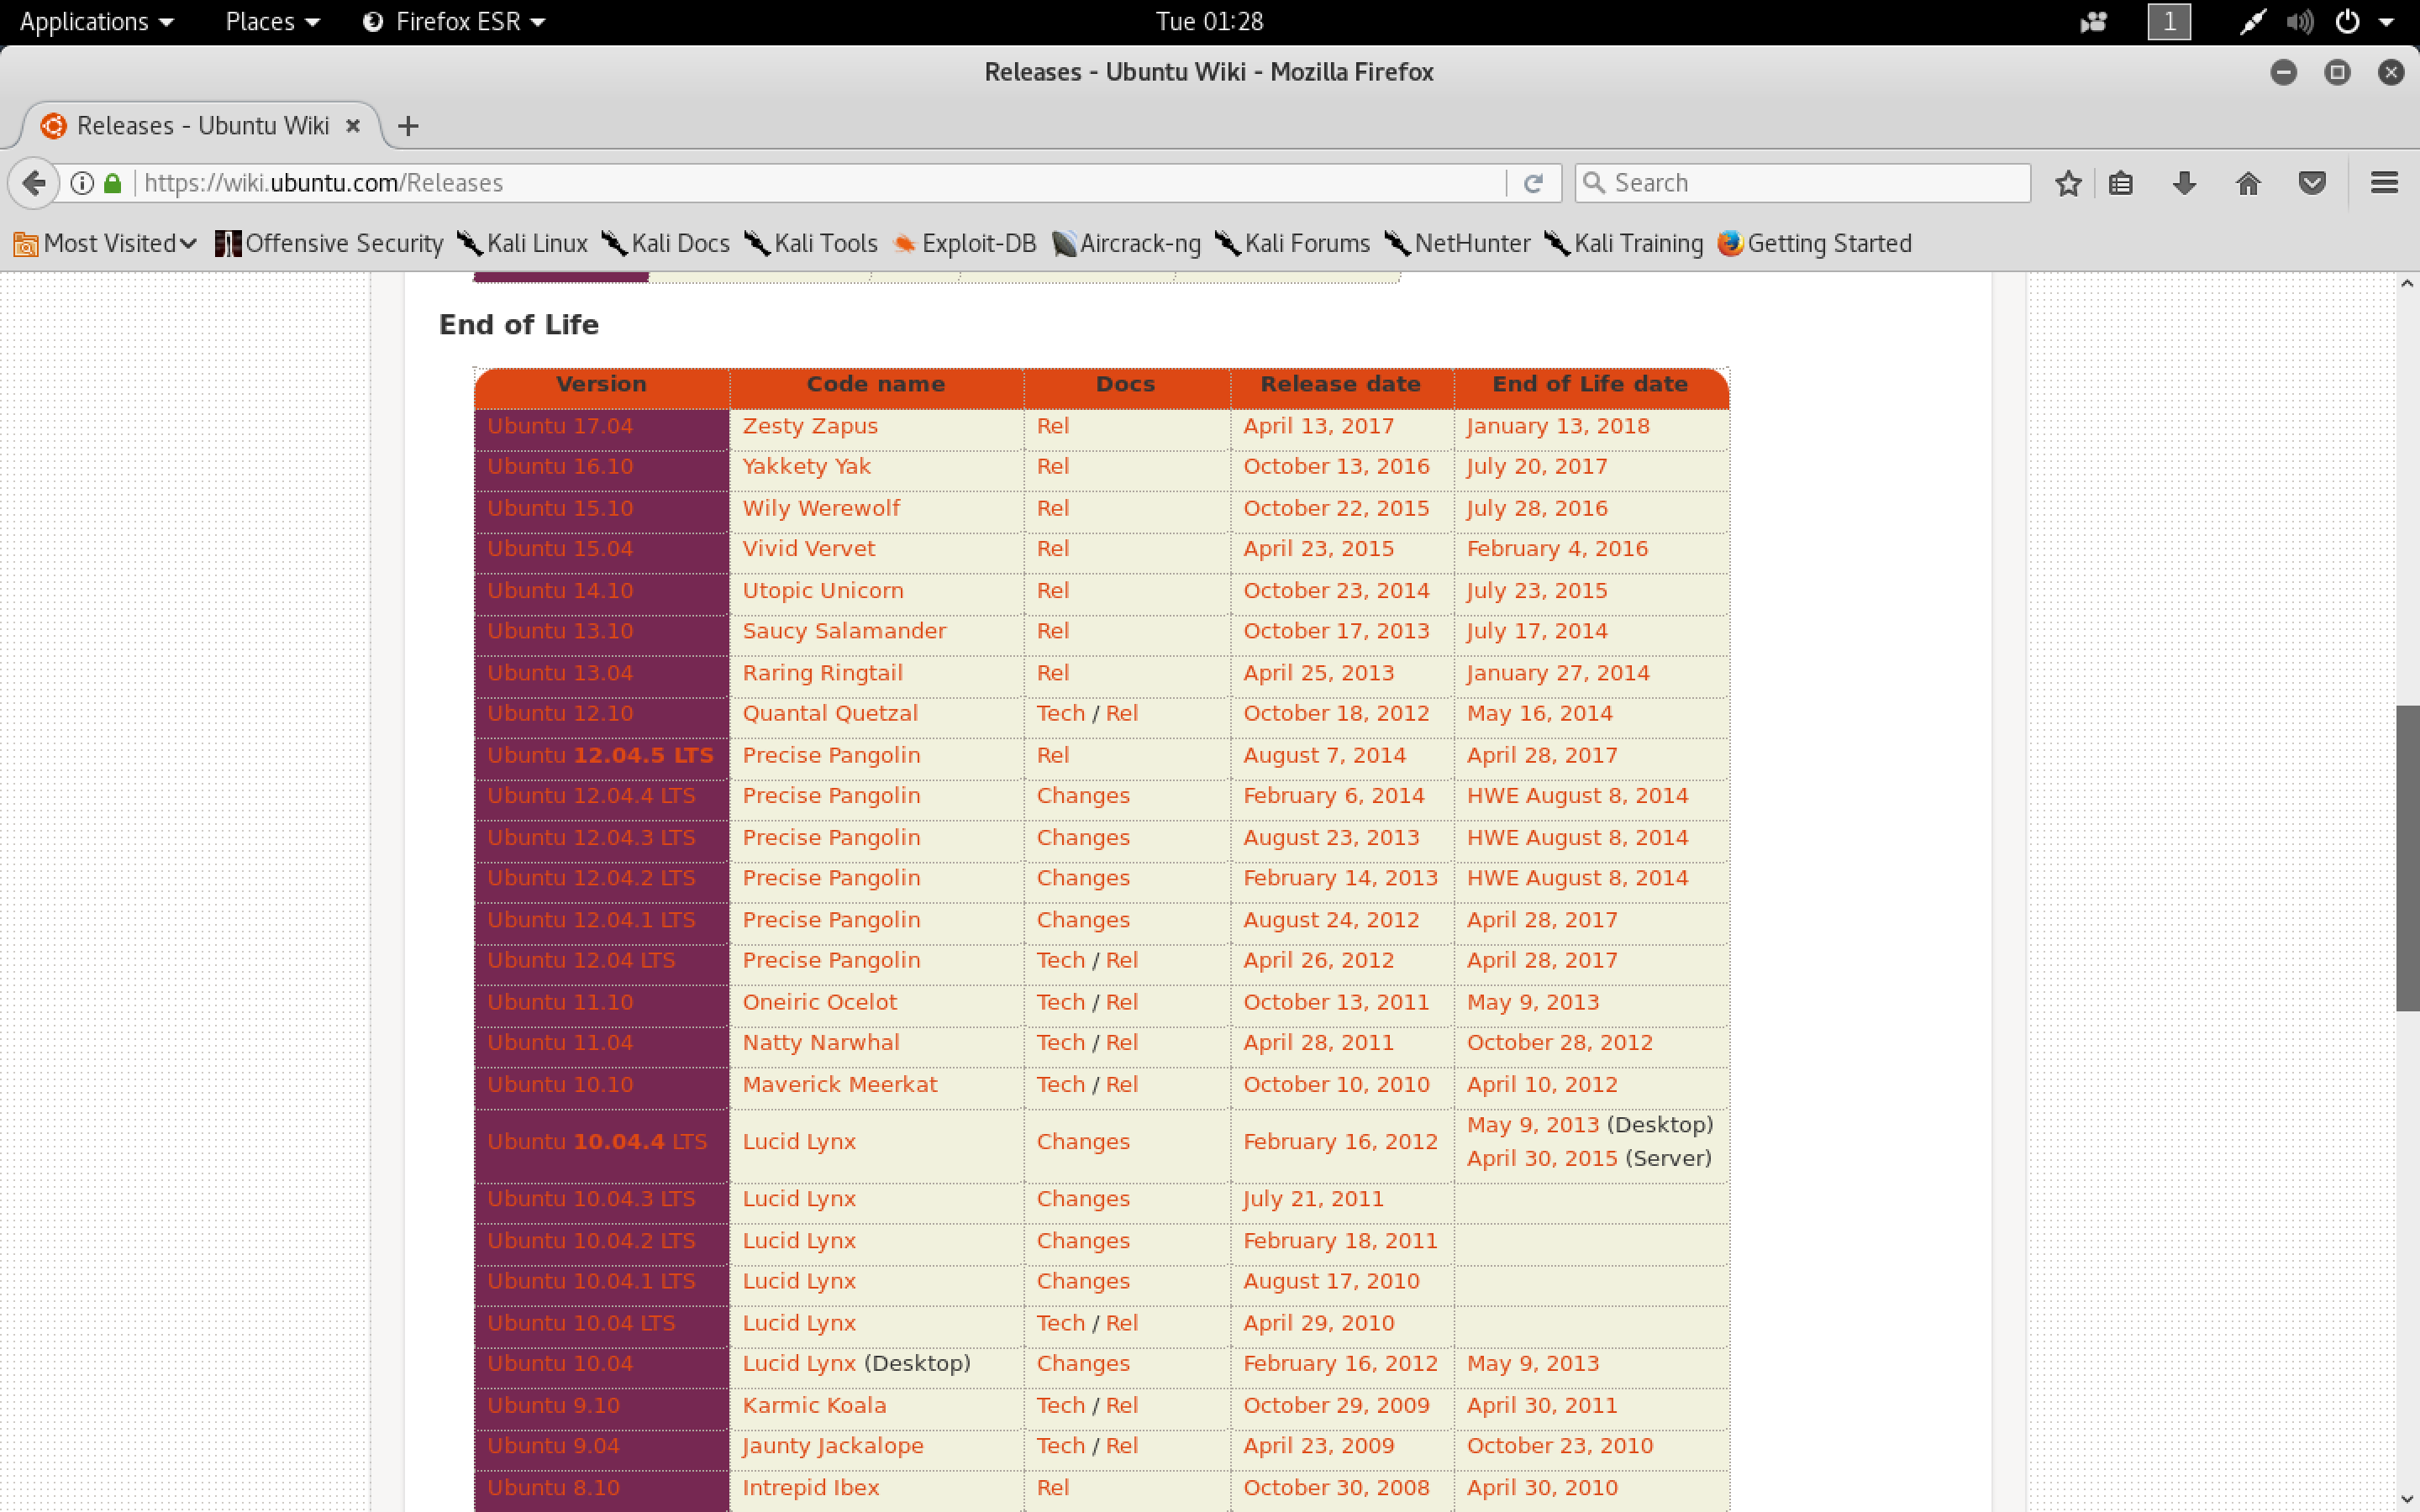 Applications Places Firefox ESR Tue 01:28 1
Releases - Ubuntu Wiki - Mozilla Firefox
Releases - Ubuntu Wiki
https://wiki.ubuntu.com/Releases Search
Most Visited Offensive Security Kali Linux Kali Docs Kali Tools Exploit-DB Aircrack-ng Kali Forums NetHunter Kali Training Getting Started
End of Life
Version Code name Docs Release date End of Life date
Ubuntu 17.04 Zesty Zapus Rel April 13, 2017 January 13, 2018
Ubuntu 16.10 Yakkety Yak Rel October 13, 2016 July 20, 2017
Ubuntu 15.10 Wily Werewolf Rel October 22, 2015 July 28, 2016
Ubuntu 15.04 Vivid Vervet Rel April 23, 2015 February 4, 2016
Ubuntu 14.10 Utopic Unicorn Rel October 23, 2014 July 23, 2015
Ubuntu 13.10 Saucy Salamander Rel October 17, 2013 July 17, 2014
Ubuntu 13.04 Raring Ringtail Rel April 25, 2013 January 27, 2014
Ubuntu 12.10 Quantal Quetzal Tech / Rel October 18, 2012 May 16, 2014
Ubuntu 12.04.5 LTS Precise Pangolin Rel August 7, 2014 April 28, 2017
Ubuntu 12.04.4 LTS Precise Pangolin Changes February 6, 2014 HWE August 8, 2014
Ubuntu 12.04.3 LTS Precise Pangolin Changes August 23, 2013 HWE August 8, 2014
Ubuntu 12.04.2 LTS Precise Pangolin Changes February 14, 2013 HWE August 8, 2014
Ubuntu 12.04.1 LTS Precise Pangolin Changes August 24, 2012 April 28, 2017
Ubuntu 12.04 LTS Precise Pangolin Tech / Rel April 26, 2012 April 28, 2017
Ubuntu 11.10 Oneiric Ocelot Tech / Rel October 13, 2011 May 9, 2013
Ubuntu 11.04 Natty Narwhal Tech / Rel April 28, 2011 October 28, 2012
Ubuntu 10.10 Maverick Meerkat Tech / Rel October 10, 2010 April 10, 2012
Ubuntu 10.04.4 LTS Lucid Lynx Changes February 16, 2012 May 9, 2013 (Desktop)
April 30, 2015 (Server)
Ubuntu 10.04.3 LTS Lucid Lynx Changes July 21, 2011
Ubuntu 10.04.2 LTS Lucid Lynx Changes February 18, 2011
Ubuntu 10.04.1 LTS Lucid Lynx Changes August 17, 2010
Ubuntu 10.04 LTS Lucid Lynx Tech / Rel April 29, 2010
Ubuntu 10.04 Lucid Lynx (Desktop) Changes February 16, 2012 May 9, 2013
Ubuntu 9.10 Karmic Koala Tech / Rel October 29, 2009 April 30, 2011
Ubuntu 9.04 Jaunty Jackalope Tech / Rel April 23, 2009 October 23, 2010
Ubuntu 8.10 Intrepid Ibex Rel October 30, 2008 April 30, 2010